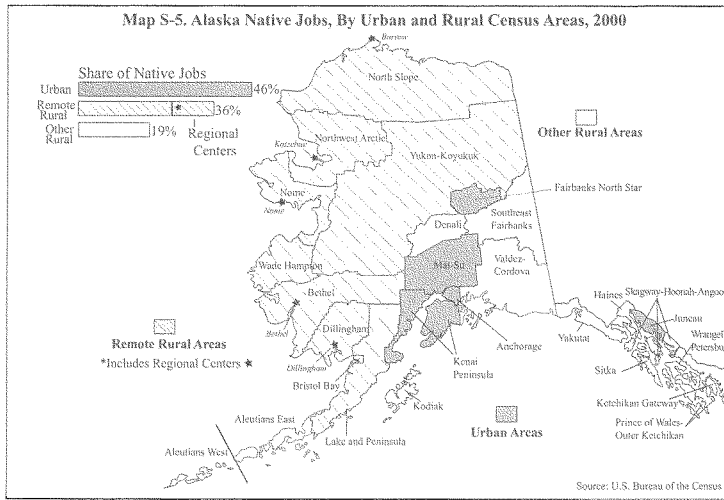 Map S-5. Alaska Native Jobs, By Urban and Rural Census Areas, 2000
Share of Native Jobs
Urban 46%
Remote Rural * 36%
Other Rural 19%
Regional Centers
Barrow
North Slope
Northwest Arctic
Kotzebue
Yukon-Koyukuk
Other Rural Areas
Nome
Nome
Fairbanks North Star
Denali
Southeast Fairbanks
Wade Hampton
Mat-Su
Valdez-Cordova
Bethel
Bethel
Dillingham
Dillingham
Bristol Bay
Remote Rural Areas
*Includes Regional Centers ★
Kenai Peninsula
Anchorage
Yakutat
Haines
Skagway-Hoonah-Angoo
Juneau
Wrangel
Petersbu
Sitka
Ketchikan Gateway
Prince of Wales-
Outer Ketchikan
Kodiak
Aleutians East
Lake and Peninsula
Aleutians West
Urban Areas
Source: U.S. Bureau of the Census